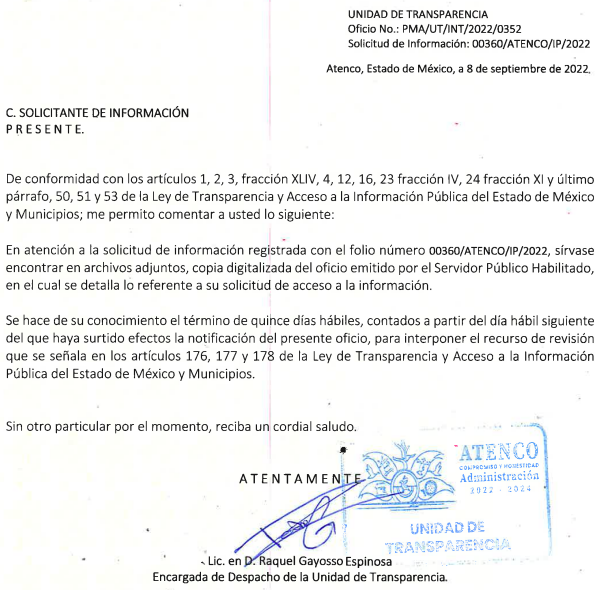 UNIDAD DE TRANSPARENCIA
Oficio No.: PMA/UT/INT/2022/0352
Solicitud de Información: 00360/ATENCO/IP/2022
Atenco, Estado de México, a 8 de septiembre de 2022.
C. SOLICITANTE DE INFORMACIÓN
P R E S E N T E.
De conformidad con los artículos 1, 2, 3, fracción XLIV, 4, 12, 16, 23 fracción IV, 24 fracción XI y último
párrafo, 50, 51 y 53 de la Ley de Transparencia y Acceso a la Información Pública del Estado de México
y Municipios; me permito comentar a usted lo siguiente:
En atención a la solicitud de información registrada con el folio número 00360/ATENCO/IP/2022, sírvase
encontrar en archivos adjuntos, copia digitalizada del oficio emitido por el Servidor Público Habilitado,
en el cual se detalla lo referente a su solicitud de acceso a la información.
Se hace de su conocimiento el término de quince días hábiles, contados a partir del día hábil siguiente
del que haya surtido efectos la notificación del presente oficio, para interponer el recurso de revisión
que se señala en los artículos 176, 177 y 178 de la Ley de Transparencia y Acceso a la Información
Pública del Estado de México y Municipios.
Sin otro particular por el momento, reciba un cordial saludo.
A T E N T A M E N T E
ATENCO
COMPROMISO Y HONESTIDAD
Administración
2022 - 2024
UNIDAD DE
TRANSPARENCIA
Lic. en D. Raquel Gayosso Espinosa
Encargada de Despacho de la Unidad de Transparencia.